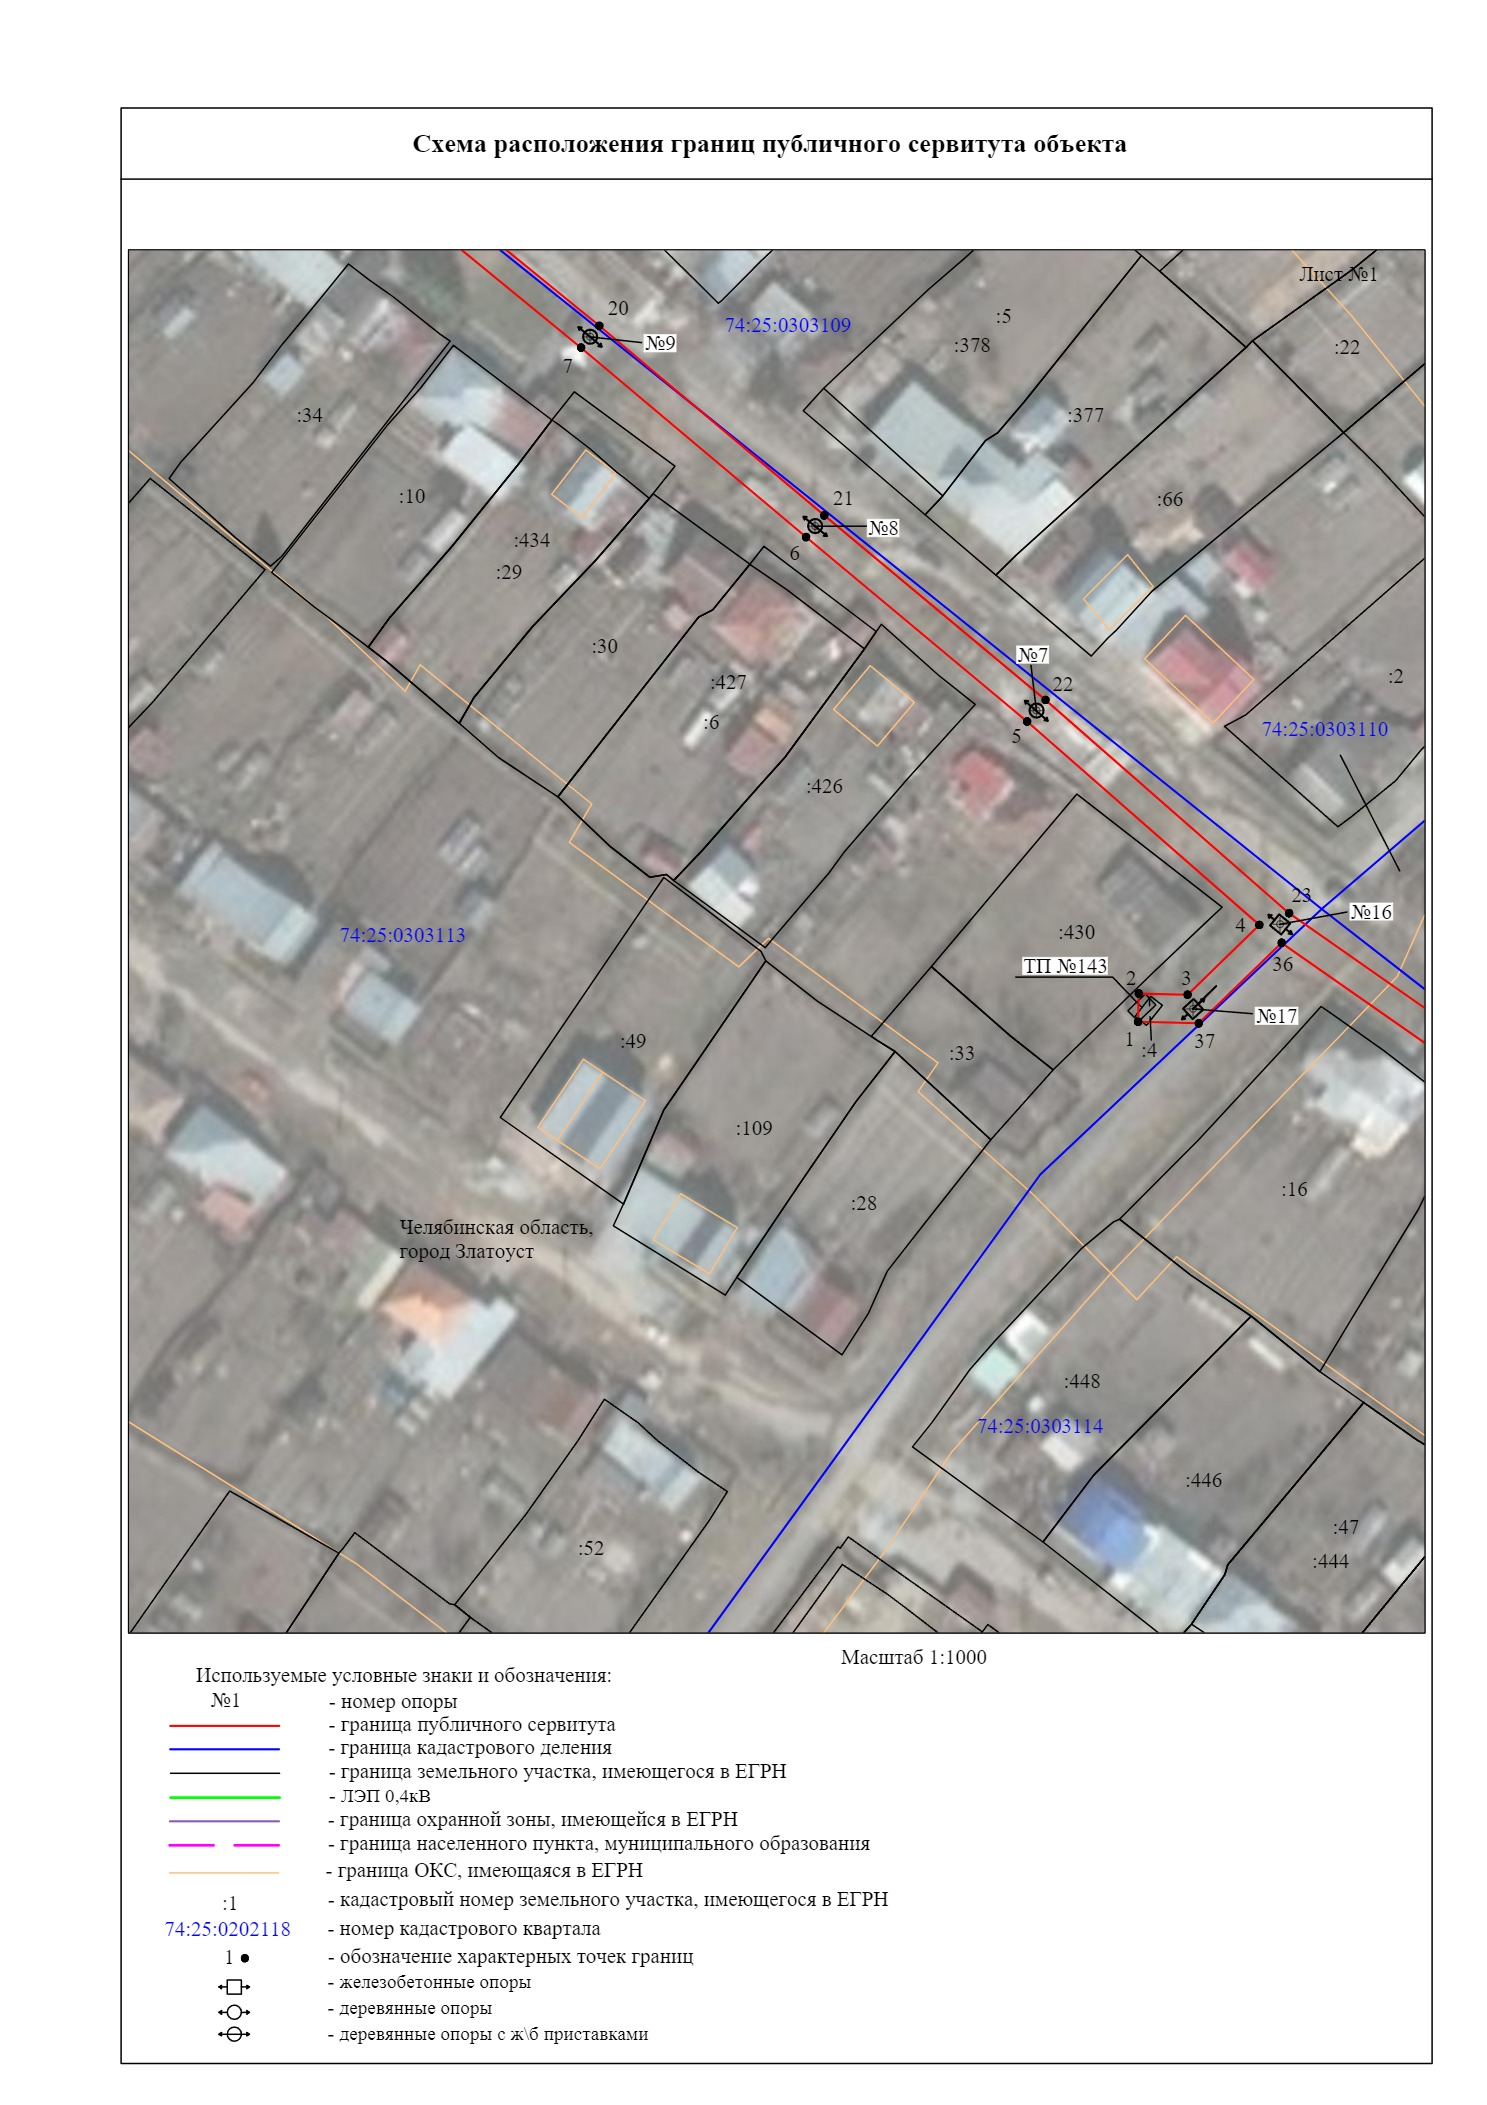 Схема расположения границ публичного сервитута объекта
Лист №1
20
№9
7
74:25:0303109
:5
:378
:22
:34
:377
:10
21
№8
6
:66
:434
:29
:30
№7
22
5
:2
:427
:6
74:25:0303110
:426
23
№16
4
:430
74:25:0303113
36
ТП №143
2
3
№17
1
:4
37
:49
:33
:109
:16
:28
Челябинская область,
город Златоуст
:448
74:25:0303114
:446
:47
:444
:52
Масштаб 1:1000
Используемые условные знаки и обозначения:
№1 - номер опоры
- граница публичного сервитута
- граница кадастрового деления
- граница земельного участка, имеющегося в ЕГРН
- ЛЭП 0,4кВ
- граница охранной зоны, имеющейся в ЕГРН
- граница населенного пункта, муниципального образования
- граница ОКС, имеющаяся в ЕГРН
:1 - кадастровый номер земельного участка, имеющегося в ЕГРН
74:25:0202118 - номер кадастрового квартала
1 - обозначение характерных точек границ
- железобетонные опоры
- деревянные опоры
- деревянные опоры с ж\б приставками